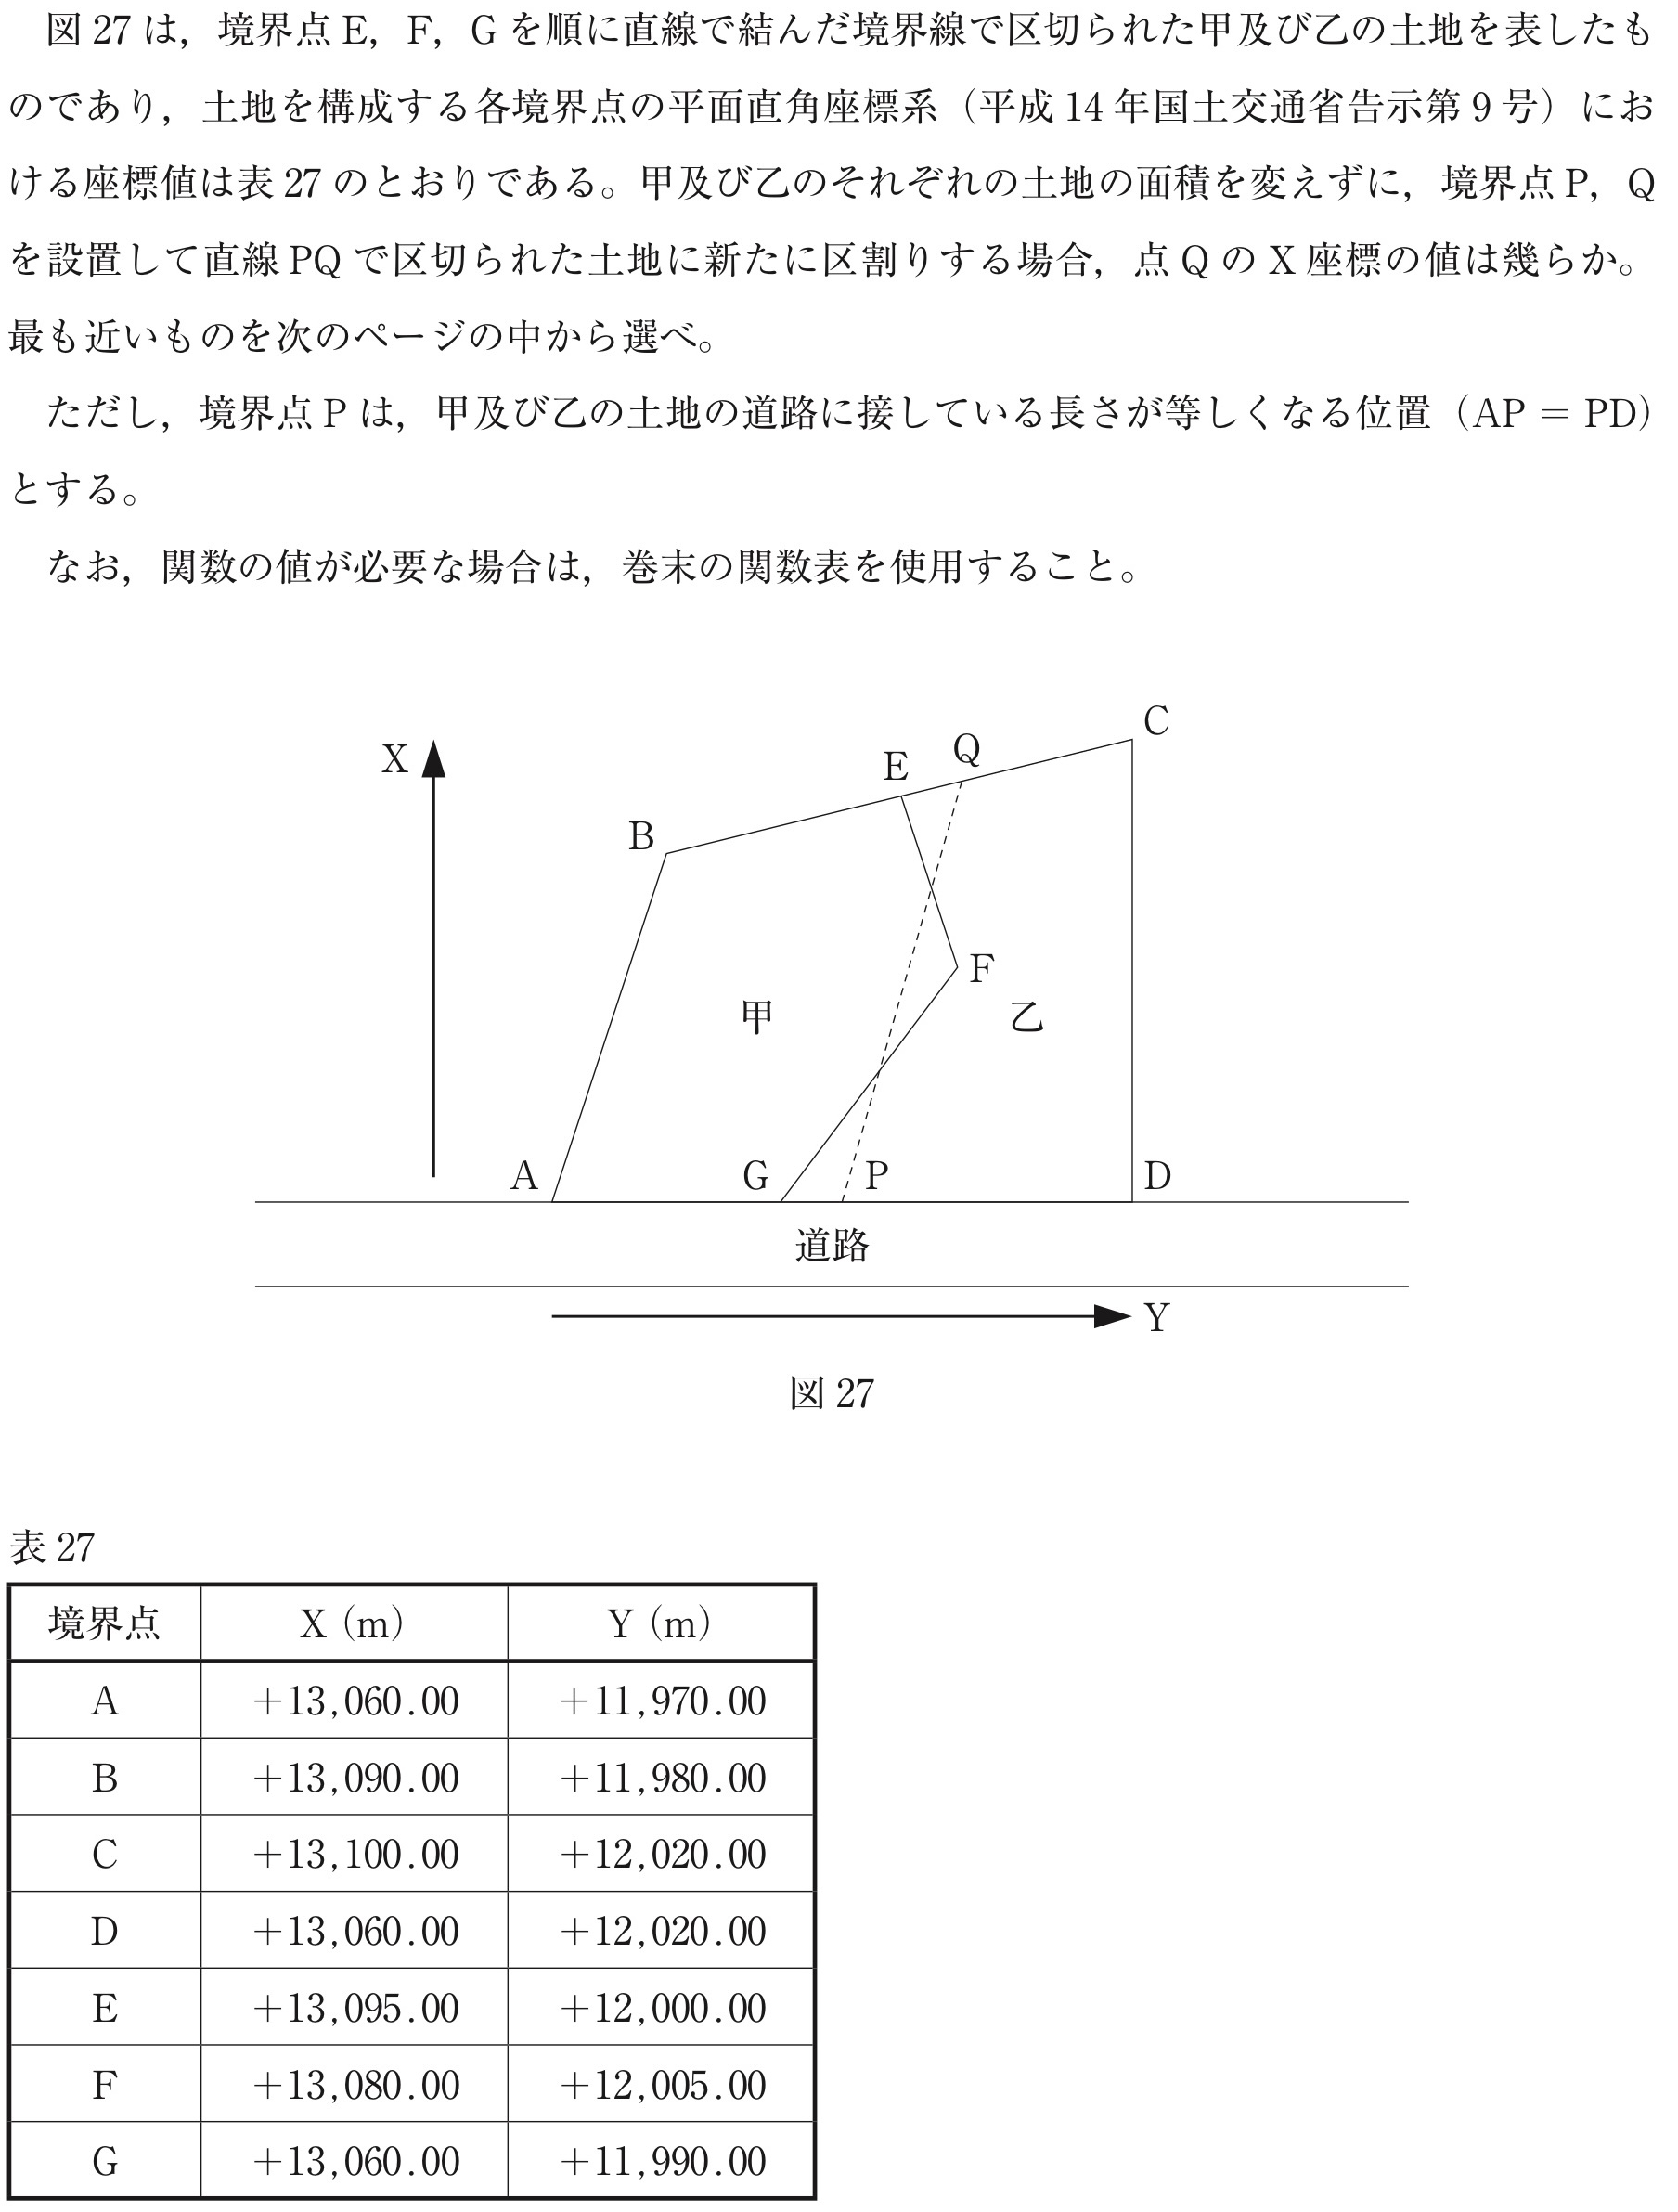 図 27 は，境界点 E，F，G を順に直線で結んだ境界線で区切られた甲及び乙の土地を表したも
のであり，土地を構成する各境界点の平面直角座標系（平成 14 年国土交通省告示第 9 号）にお
ける座標値は表 27 のとおりである。甲及び乙のそれぞれの土地の面積を変えずに，境界点 P，Q
を設置して直線 PQ で区切られた土地に新たに区割りする場合，点 Q の X 座標の値は幾らか。
最も近いものを次のページの中から選べ。
ただし，境界点 P は，甲及び乙の土地の道路に接している長さが等しくなる位置（AP = PD）
とする。
なお，関数の値が必要な場合は，巻末の関数表を使用すること。
C
Q
E
X
B
F
甲
乙
A
G
P
D
道路
Y
図 27
表 27
境界点 X（m） Y（m）
A +13,060.00 +11,970.00
B +13,090.00 +11,980.00
C +13,100.00 +12,020.00
D +13,060.00 +12,020.00
E +13,095.00 +12,000.00
F +13,080.00 +12,005.00
G +13,060.00 +11,990.00